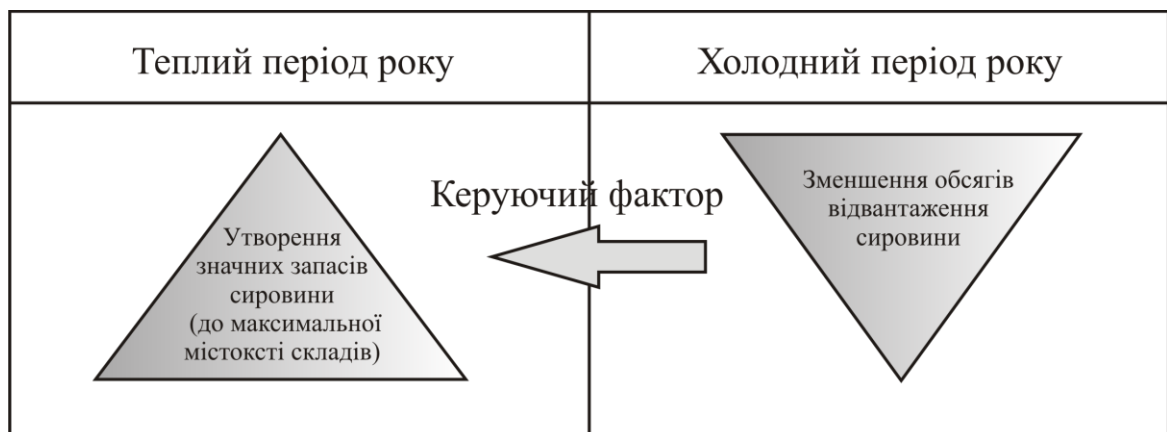 Теплий період року
Холодний період року
Керуючий фактор
Утворення
значних запасів
сировини
(до максимальної
містоксті складів)
Зменшення обсягів
відвантаження
сировини